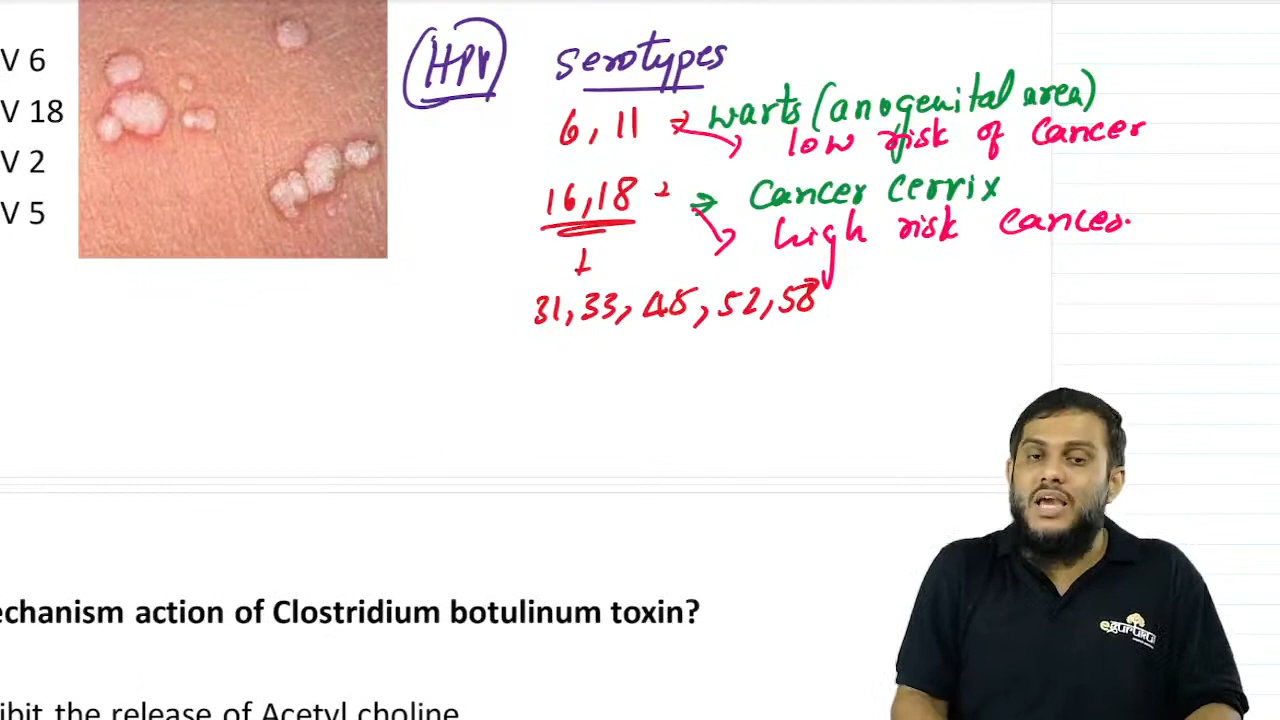 V 6
V 18
V 2
V 5
HPV serotypes
6, 11 → warts (anogenital area)
low risk of cancer
16, 18 → cancer cervix
high risk cancer.
31, 33, 45, 52, 58
echanism action of Clostridium botulinum toxin?
ibit the release of Acetyl choline
egurukul